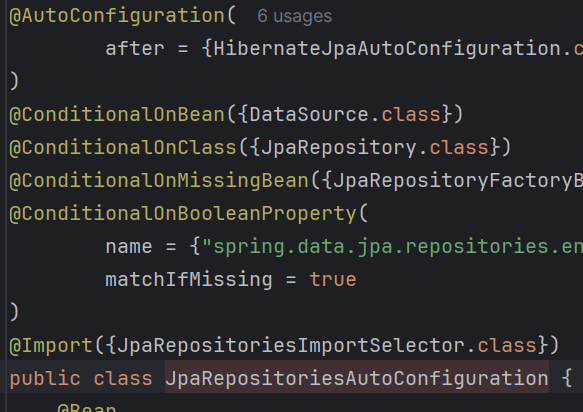 @AutoConfiguration( 6 usages
after = {HibernateJpaAutoConfiguration.c
)
@ConditionalOnBean({DataSource.class})
@ConditionalOnClass({JpaRepository.class})
@ConditionalOnMissingBean({JpaRepositoryFactoryB
@ConditionalOnBooleanProperty(
name = {"spring.data.jpa.repositories.en
matchIfMissing = true
)
@Import({JpaRepositoriesImportSelector.class})
public class JpaRepositoriesAutoConfiguration {
@Bean